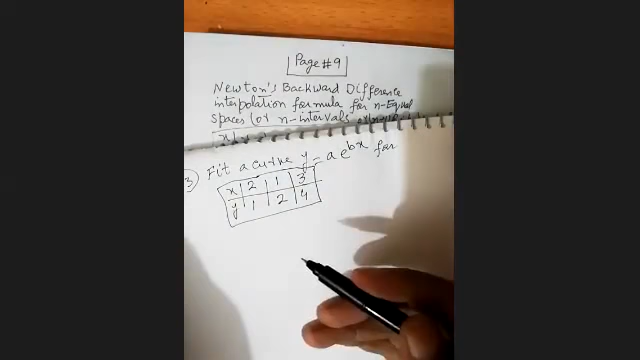 Page #9
Newton's Backward Difference
interpolation formula for n-Equal
spaces (or n-intervals
3) Fit a curve y = a e^bx for
x | 2 | 1 | 3
y | 1 | 2 | 4